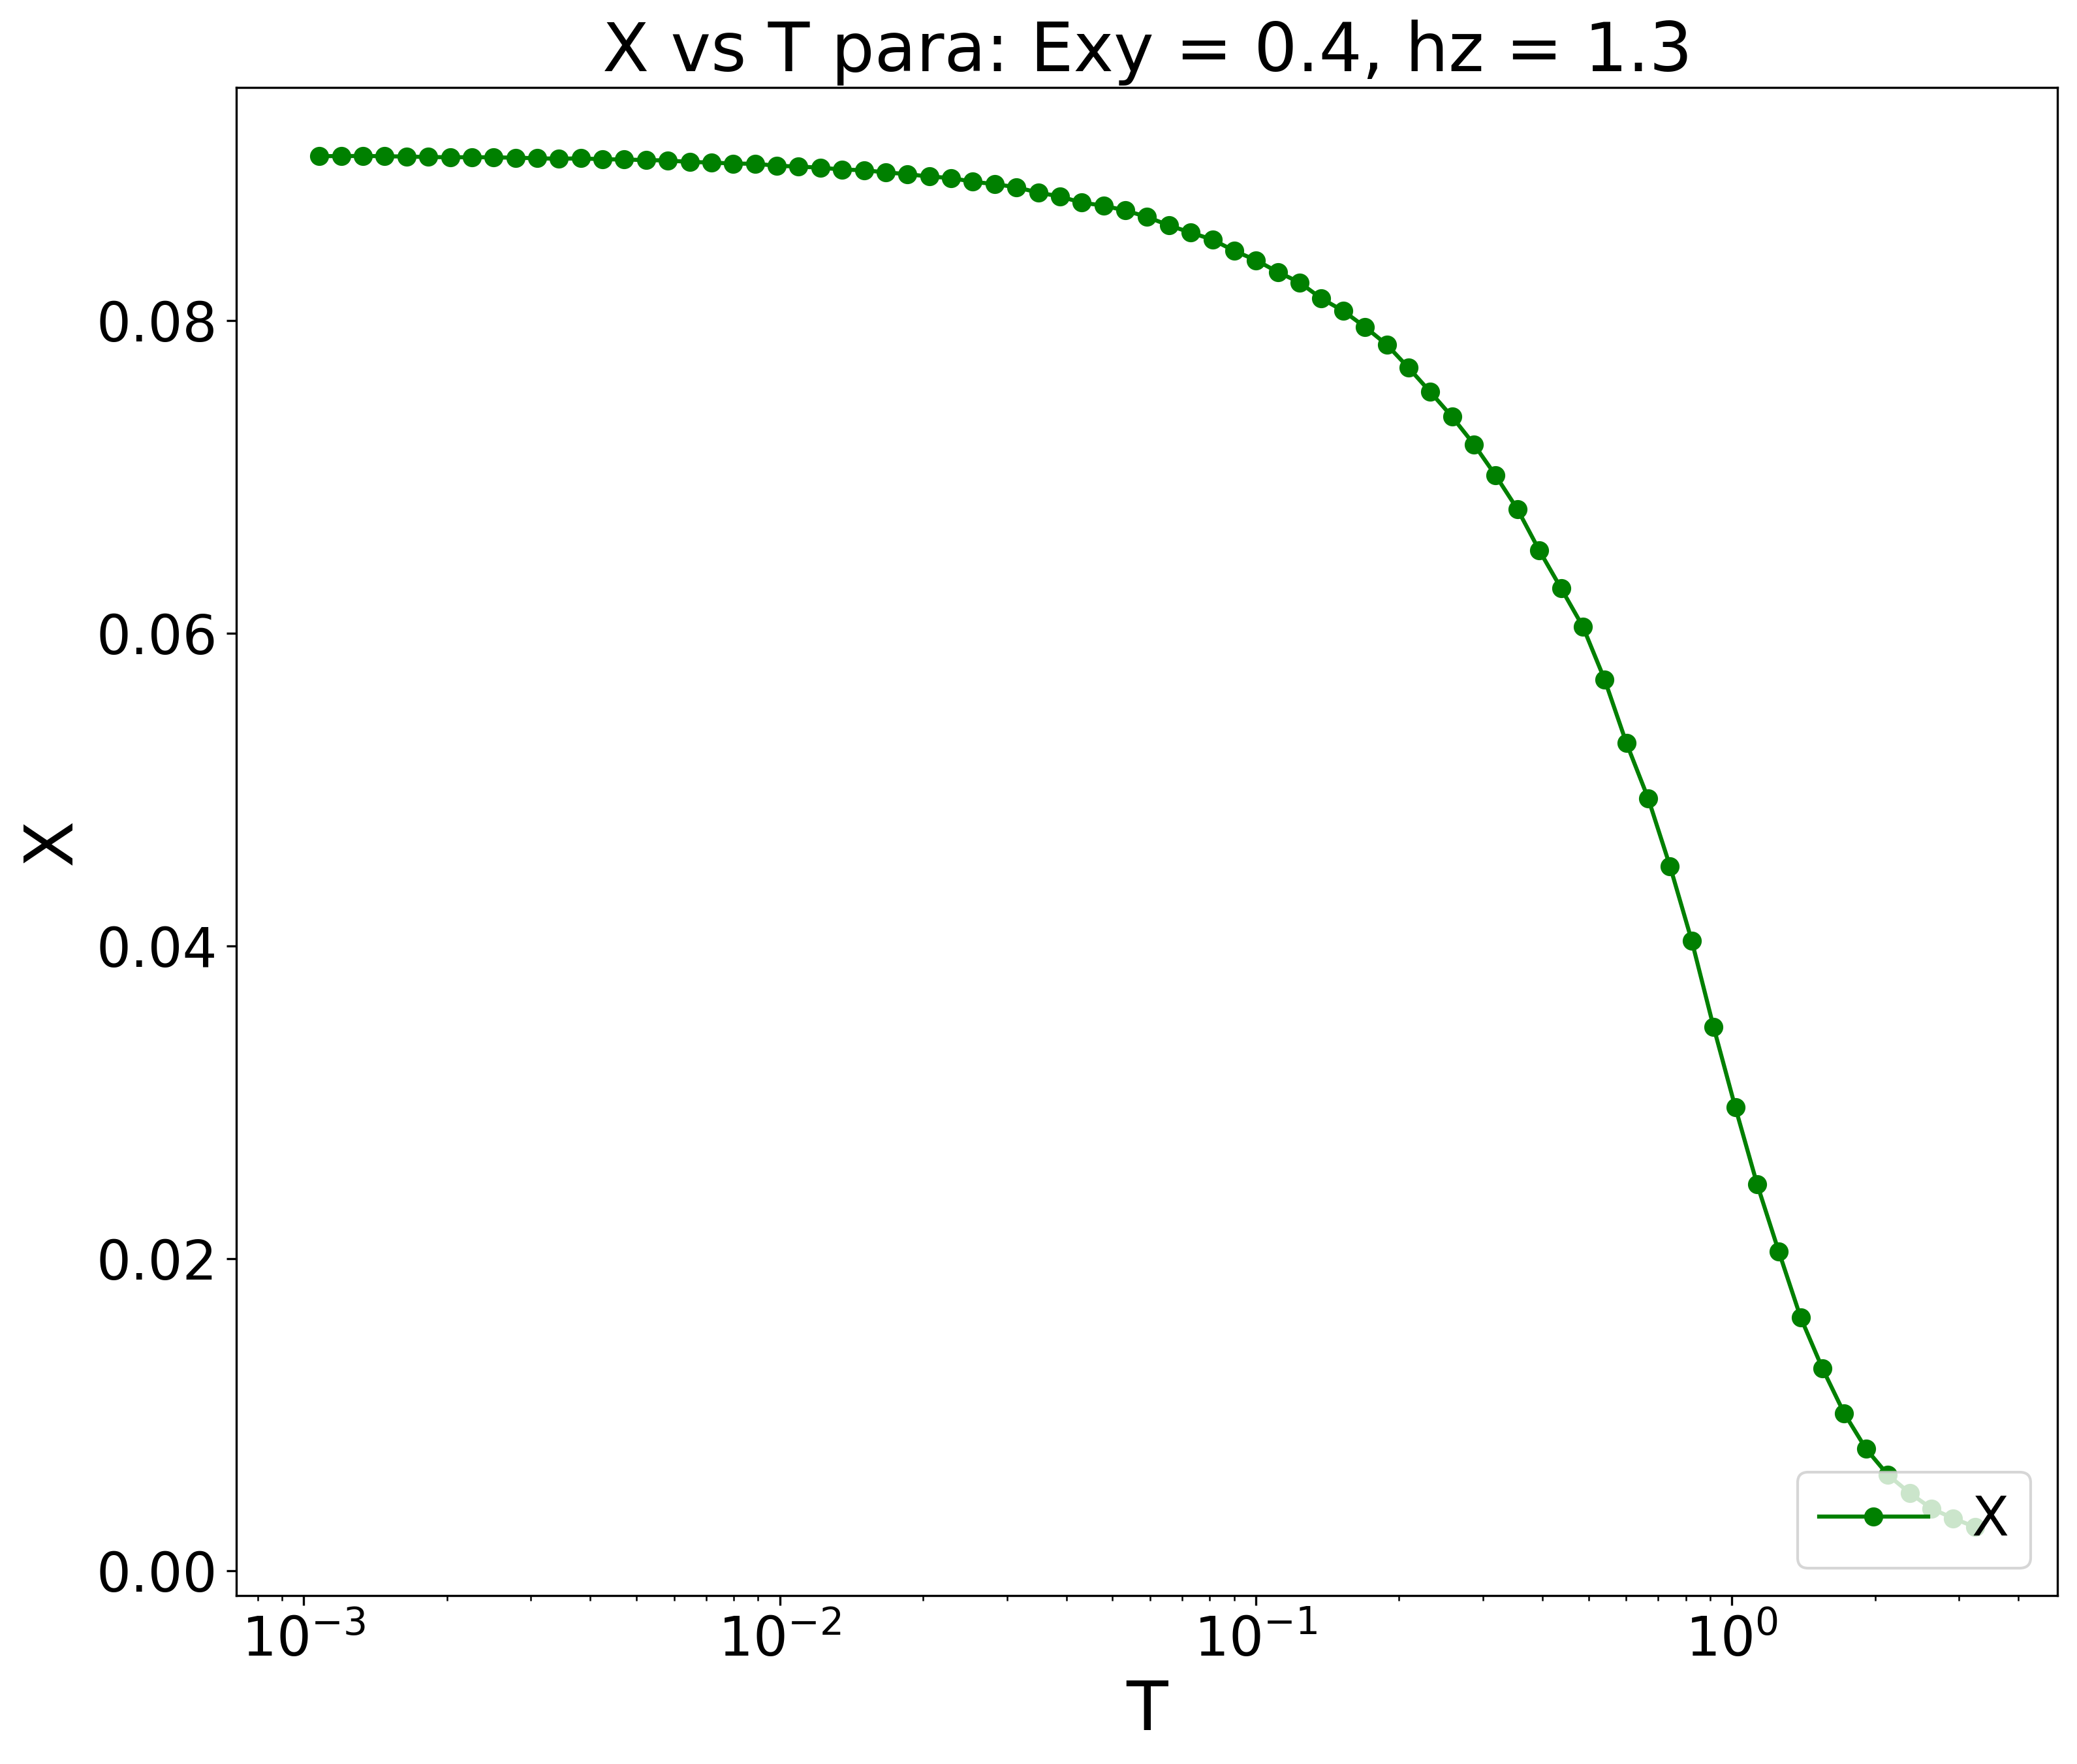 X vs T para: Exy = 0.4, hz = 1.3
X
0.08
0.06
0.04
0.02
0.00
X
10⁻³ 10⁻² 10⁻¹ 10⁰
T